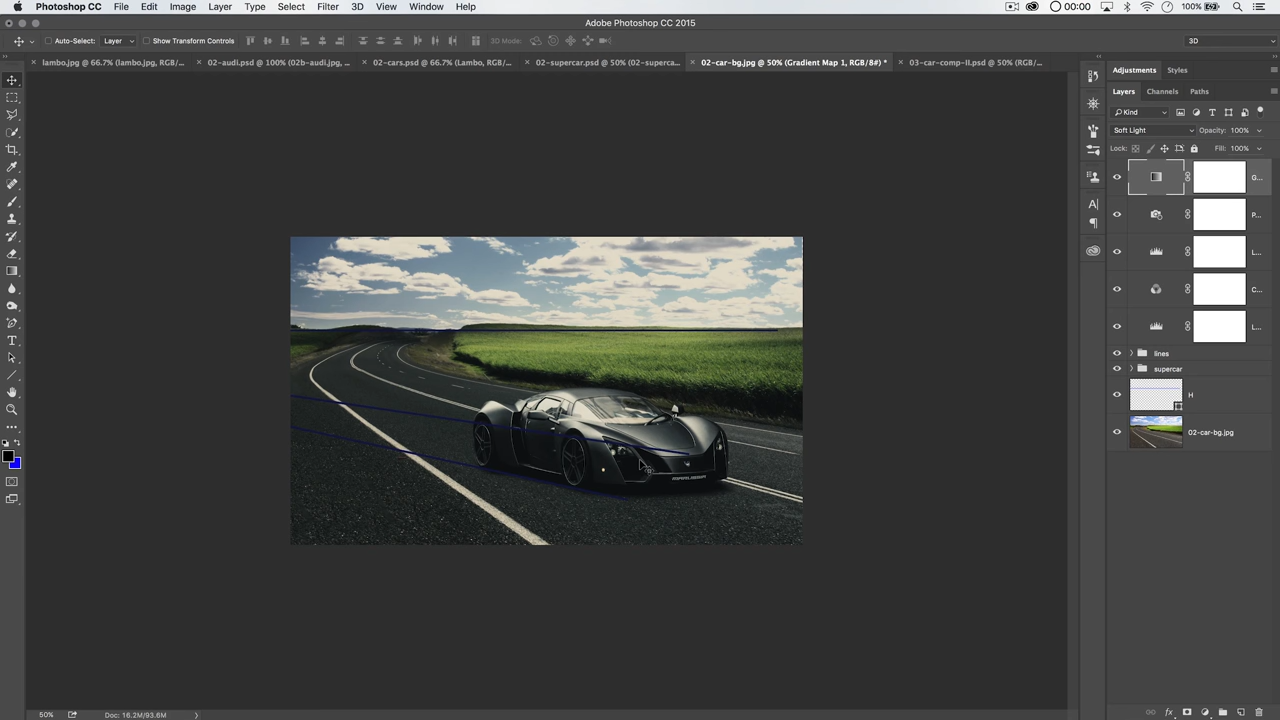 Photoshop CC File Edit Image Layer Type Select Filter 3D View Window Help 00:00 100%
Adobe Photoshop CC 2015
Auto-Select: Layer Show Transform Controls 3D Mode: 3D
lambo.jpg @ 66.7% (lambo.jpg, RGB/... 02-audi.psd @ 100% (02b-audi.jpg, ... 02-cars.psd @ 66.7% (Lambo, RGB/... 02-supercar.psd @ 50% (02-superca... 02-car-bg.jpg @ 50% (Gradient Map 1, RGB/8#) * 03-car-comp-II.psd @ 50% (RGB/...
Adjustments Styles
Layers Channels Paths
Kind
Soft Light Opacity: 100%
Lock: Fill: 100%
G...
P...
L...
C...
L...
lines
supercar
H
02-car-bg.jpg
MARUSSIA
50% Doc: 16.2M/93.6M